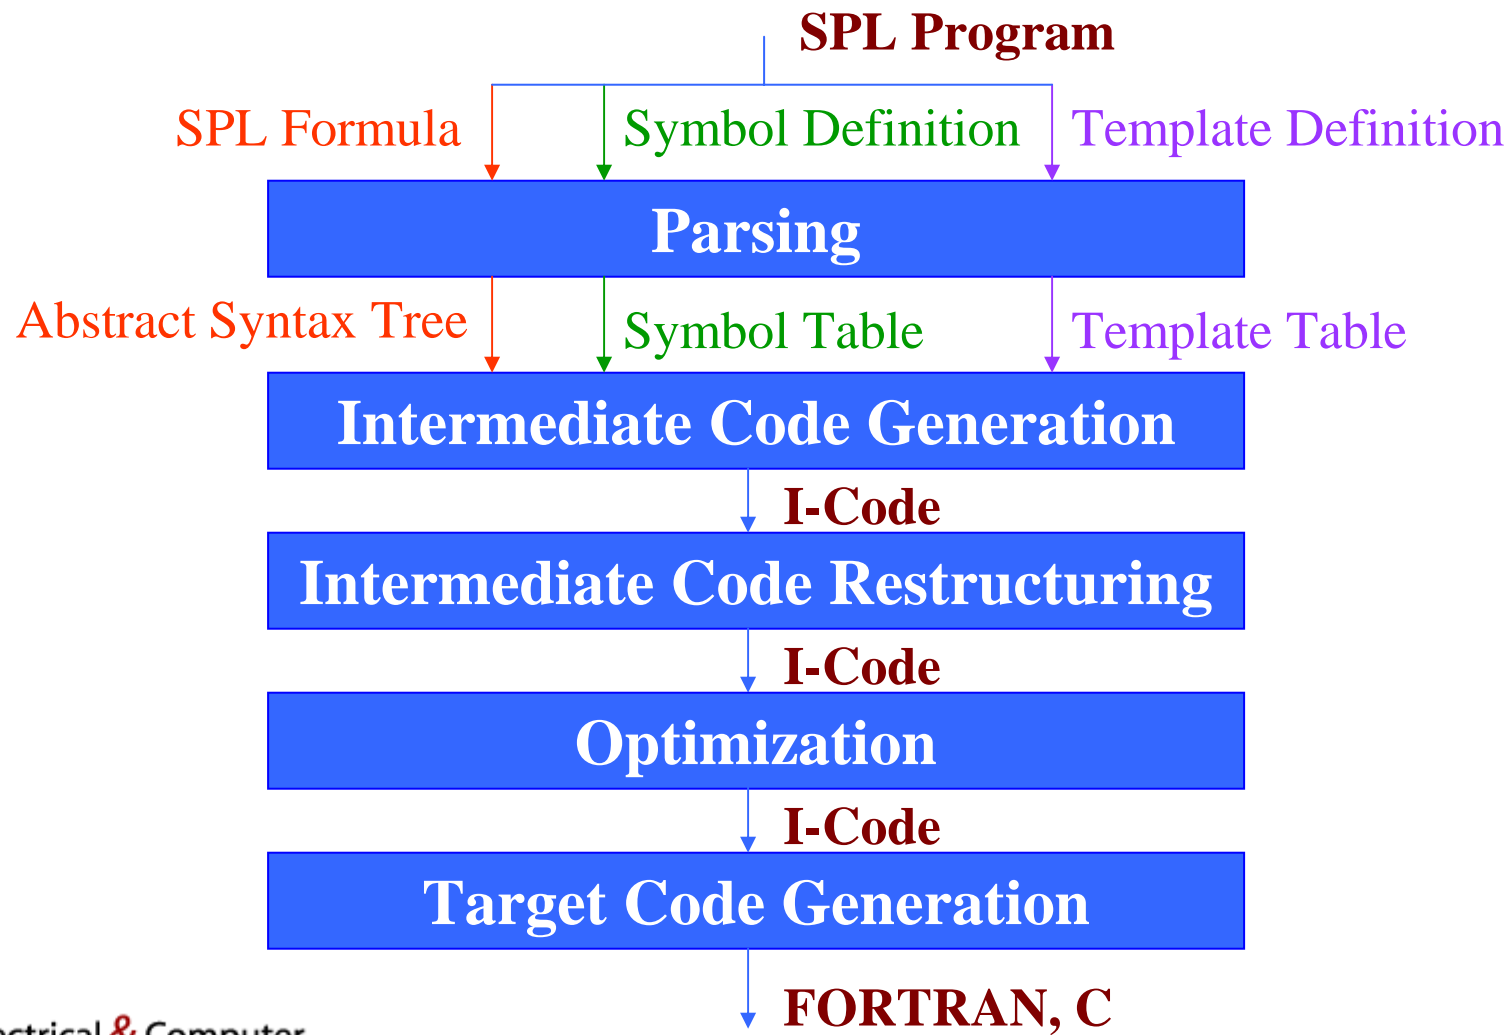 SPL Program
SPL Formula
Symbol Definition
Template Definition
Parsing
Abstract Syntax Tree
Symbol Table
Template Table
Intermediate Code Generation
I-Code
Intermediate Code Restructuring
I-Code
Optimization
I-Code
Target Code Generation
FORTRAN, C
& Computer